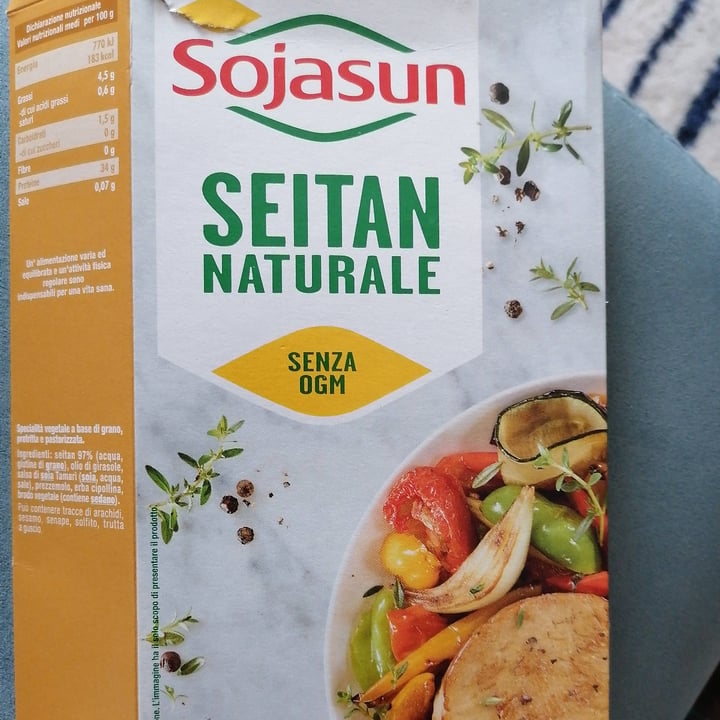 Dichiarazione nutrizionale
Valori nutrizionali medi per 100 g
Energia 770 kJ
183 kcal
Grassi 4,5 g
-di cui acidi grassi saturi 0,6 g
Carboidrati 1,5 g
-di cui zuccheri 0 g
Fibre 0 g
Proteine 34 g
Sale 0,07 g
Un'alimentazione varia ed
equilibrata e un'attività fisica
regolare sono
indispensabili per una vita sana.
Specialità vegetale a base di grano,
prefritta e pastorizzata.
Ingredienti: seitan 97% (acqua,
glutine di grano), olio di girasole,
salsa di soia Tamari (soia, acqua,
sale), prezzemolo, erba cipollina,
brodo vegetale (contiene sedano).
Può contenere tracce di arachidi,
sesamo, senape, solfito, frutta
a guscio.
Sojasun
SEITAN
NATURALE
SENZA
OGM
L'immagine ha il solo scopo di presentare il prodotto.